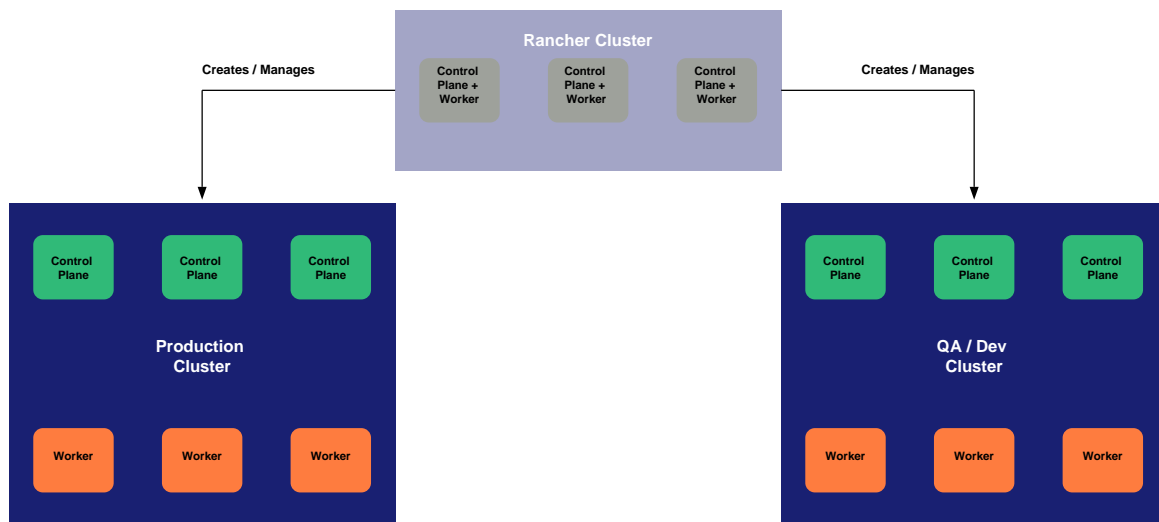 Rancher Cluster
Creates / Manages
Creates / Manages
Control
Plane +
Worker
Control
Plane +
Worker
Control
Plane +
Worker
Control
Plane
Control
Plane
Control
Plane
Production
Cluster
Worker
Worker
Worker
Control
Plane
Control
Plane
Control
Plane
QA / Dev
Cluster
Worker
Worker
Worker